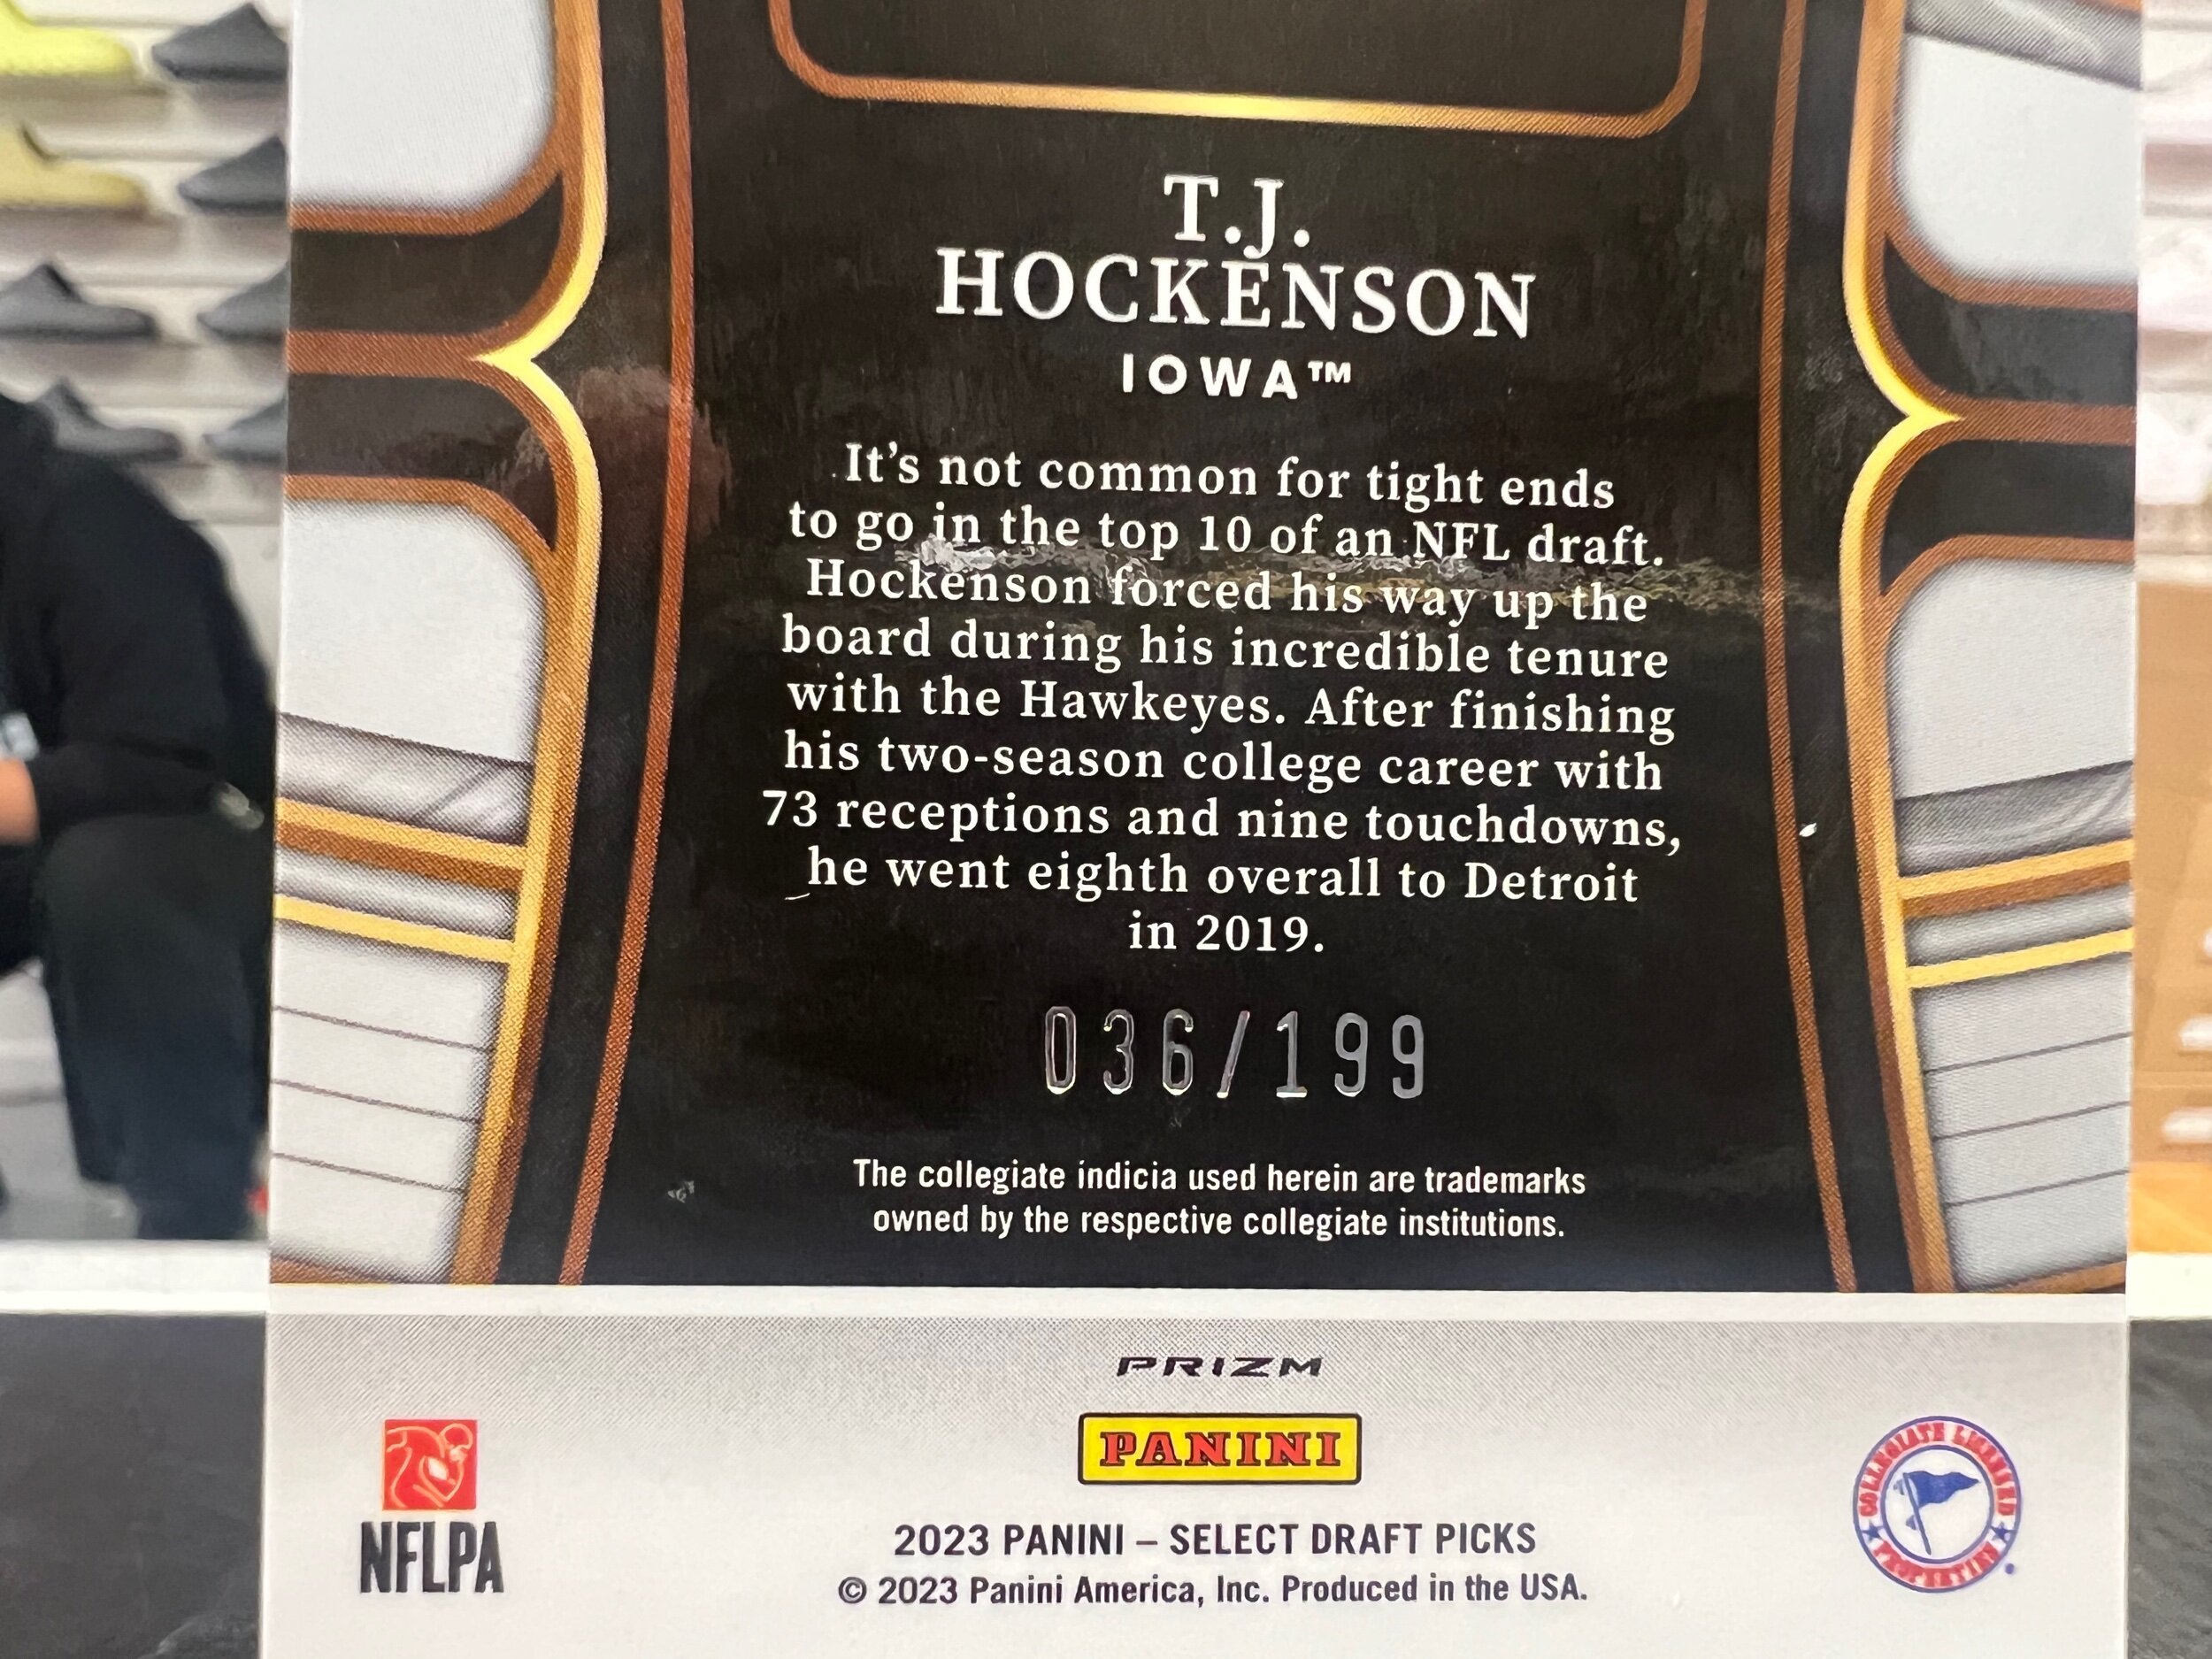 T.J.
HOCKENSON
IOWA™
It's not common for tight ends
to go in the top 10 of an NFL draft.
Hockenson forced his way up the
board during his incredible tenure
with the Hawkeyes. After finishing
his two-season college career with
73 receptions and nine touchdowns,
he went eighth overall to Detroit
in 2019.
036/199
The collegiate indicia used herein are trademarks
owned by the respective collegiate institutions.
PRIZM
PANINI
NFLPA
COLLEGIATE LICENSED
PROPERTIES
2023 PANINI – SELECT DRAFT PICKS
© 2023 Panini America, Inc. Produced in the USA.